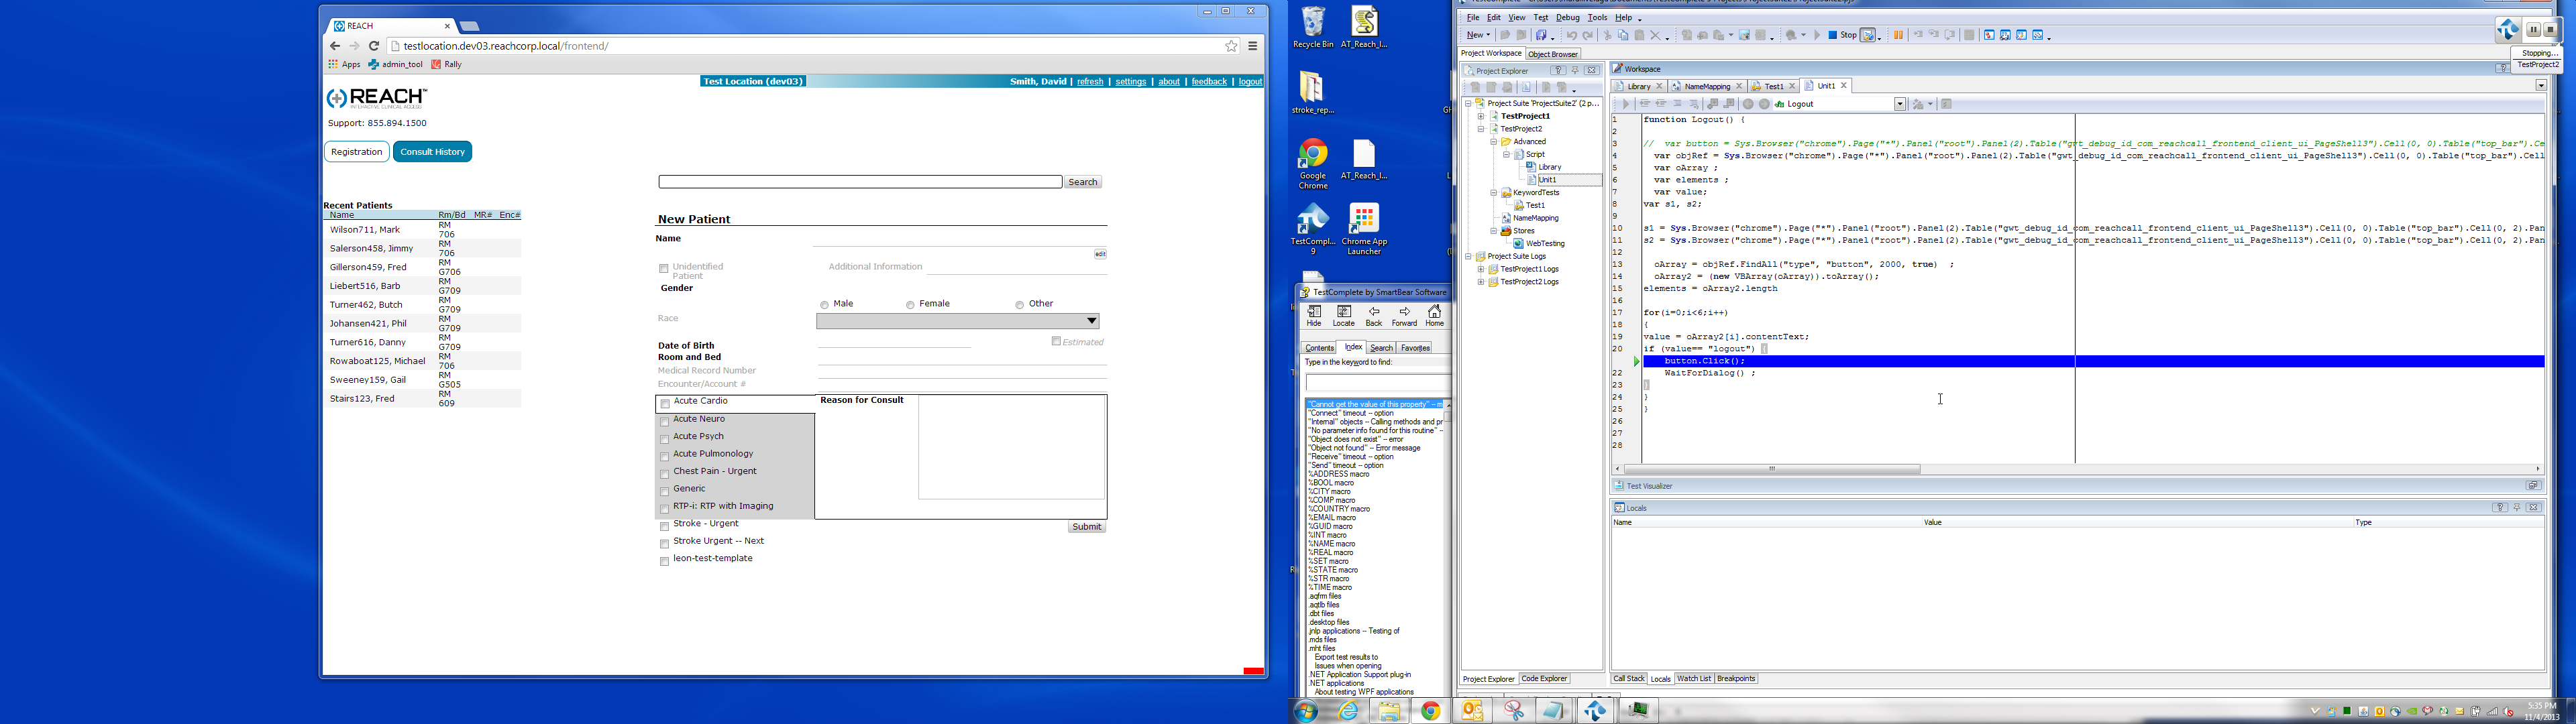 REACH
testlocation.dev03.reachcorp.local/frontend/
Apps admin_tool Rally
Test Location (dev03)
Smith, David | refresh | settings | about | feedback | logout
REACH™
INTERACTIVE CLINICAL ACCESS
Support: 855.894.1500
Registration
Consult History
Search
Recent Patients
Name Rm/Bd MR# Enc#
Wilson711, Mark RM 706
Salerson458, Jimmy RM 706
Gillerson459, Fred RM G706
Liebert516, Barb RM G709
Turner462, Butch RM G709
Johansen421, Phil RM G709
Turner616, Danny RM G709
Rowaboat125, Michael RM 706
Sweeney159, Gail RM G505
Stairs123, Fred RM 609
New Patient
Name
edit
Unidentified Patient
Additional Information
Gender
Male Female Other
Race
Date of Birth
Estimated
Room and Bed
Medical Record Number
Encounter/Account #
Acute Cardio
Acute Neuro
Acute Psych
Acute Pulmonology
Chest Pain - Urgent
Generic
RTP-i: RTP with Imaging
Stroke - Urgent
Stroke Urgent -- Next
leon-test-template
Reason for Consult
Submit
Recycle Bin
AT_Reach_I...
stroke_rep...
Google Chrome
AT_Reach_I...
TestCompl... 9
Chrome App Launcher
TestComplete by SmartBear Software
Hide Locate Back Forward Home
Contents Index Search Favorites
Type in the keyword to find:
"Cannot get the value of this property" -- m
"Connect" timeout -- option
"Internal" objects -- Calling methods and pr
"No parameter info found for this routine" --
"Object does not exist" -- error
"Object not found" -- Error message
"Receive" timeout -- option
"Send" timeout -- option
%ADDRESS macro
%BOOL macro
%CITY macro
%COMP macro
%COUNTRY macro
%EMAIL macro
%GUID macro
%INT macro
%NAME macro
%REAL macro
%SET macro
%STATE macro
%STR macro
%TIME macro
.aqfm files
.aqtlb files
.dbt files
.desktop files
.jnlp applications -- Testing of
.mds files
.mht files
Export test results to
Issues when opening
.NET Application Support plug-in
.NET applications
About testing WPF applications
File Edit View Test Debug Tools Help
New
Stop
Stopping...
TestProject2
Project Workspace Object Browser
Project Explorer
Project Suite 'ProjectSuite2' (2 p...
TestProject1
TestProject2
Advanced
Script
Library
Unit1
KeywordTests
Test1
NameMapping
Stores
WebTesting
Project Suite Logs
TestProject1 Logs
TestProject2 Logs
Project Explorer Code Explorer
Workspace
Library NameMapping Test1 Unit1
Logout
1 function Logout() {
2
3 // var button = Sys.Browser("chrome").Page("*").Panel("root").Panel(2).Table("gwt_debug_id_com_reachcall_frontend_client_ui_PageShell3").Cell(0, 0).Table("top_bar").Ce
4 var objRef = Sys.Browser("chrome").Page("*").Panel("root").Panel(2).Table("gwt_debug_id_com_reachcall_frontend_client_ui_PageShell3").Cell(0, 0).Table("top_bar").Cell
5 var oArray ;
6 var elements ;
7 var value;
8 var s1, s2;
9
10 s1 = Sys.Browser("chrome").Page("*").Panel("root").Panel(2).Table("gwt_debug_id_com_reachcall_frontend_client_ui_PageShell3").Cell(0, 0).Table("top_bar").Cell(0, 2).Pan
11 s2 = Sys.Browser("chrome").Page("*").Panel("root").Panel(2).Table("gwt_debug_id_com_reachcall_frontend_client_ui_PageShell3").Cell(0, 0).Table("top_bar").Cell(0, 2).Pan
12
13 oArray = objRef.FindAll("type", "button", 2000, true) ;
14 oArray2 = (new VBArray(oArray)).toArray();
15 elements = oArray2.length
16
17 for(i=0;i<6;i++)
18 {
19 value = oArray2[i].contentText;
20 if (value== "logout") {
button.Click();
22 WaitForDialog() ;
23 }
24 }
25 }
26
27
28
Test Visualizer
Locals
Name Value Type
Call Stack Locals Watch List Breakpoints
5:35 PM
11/4/2013